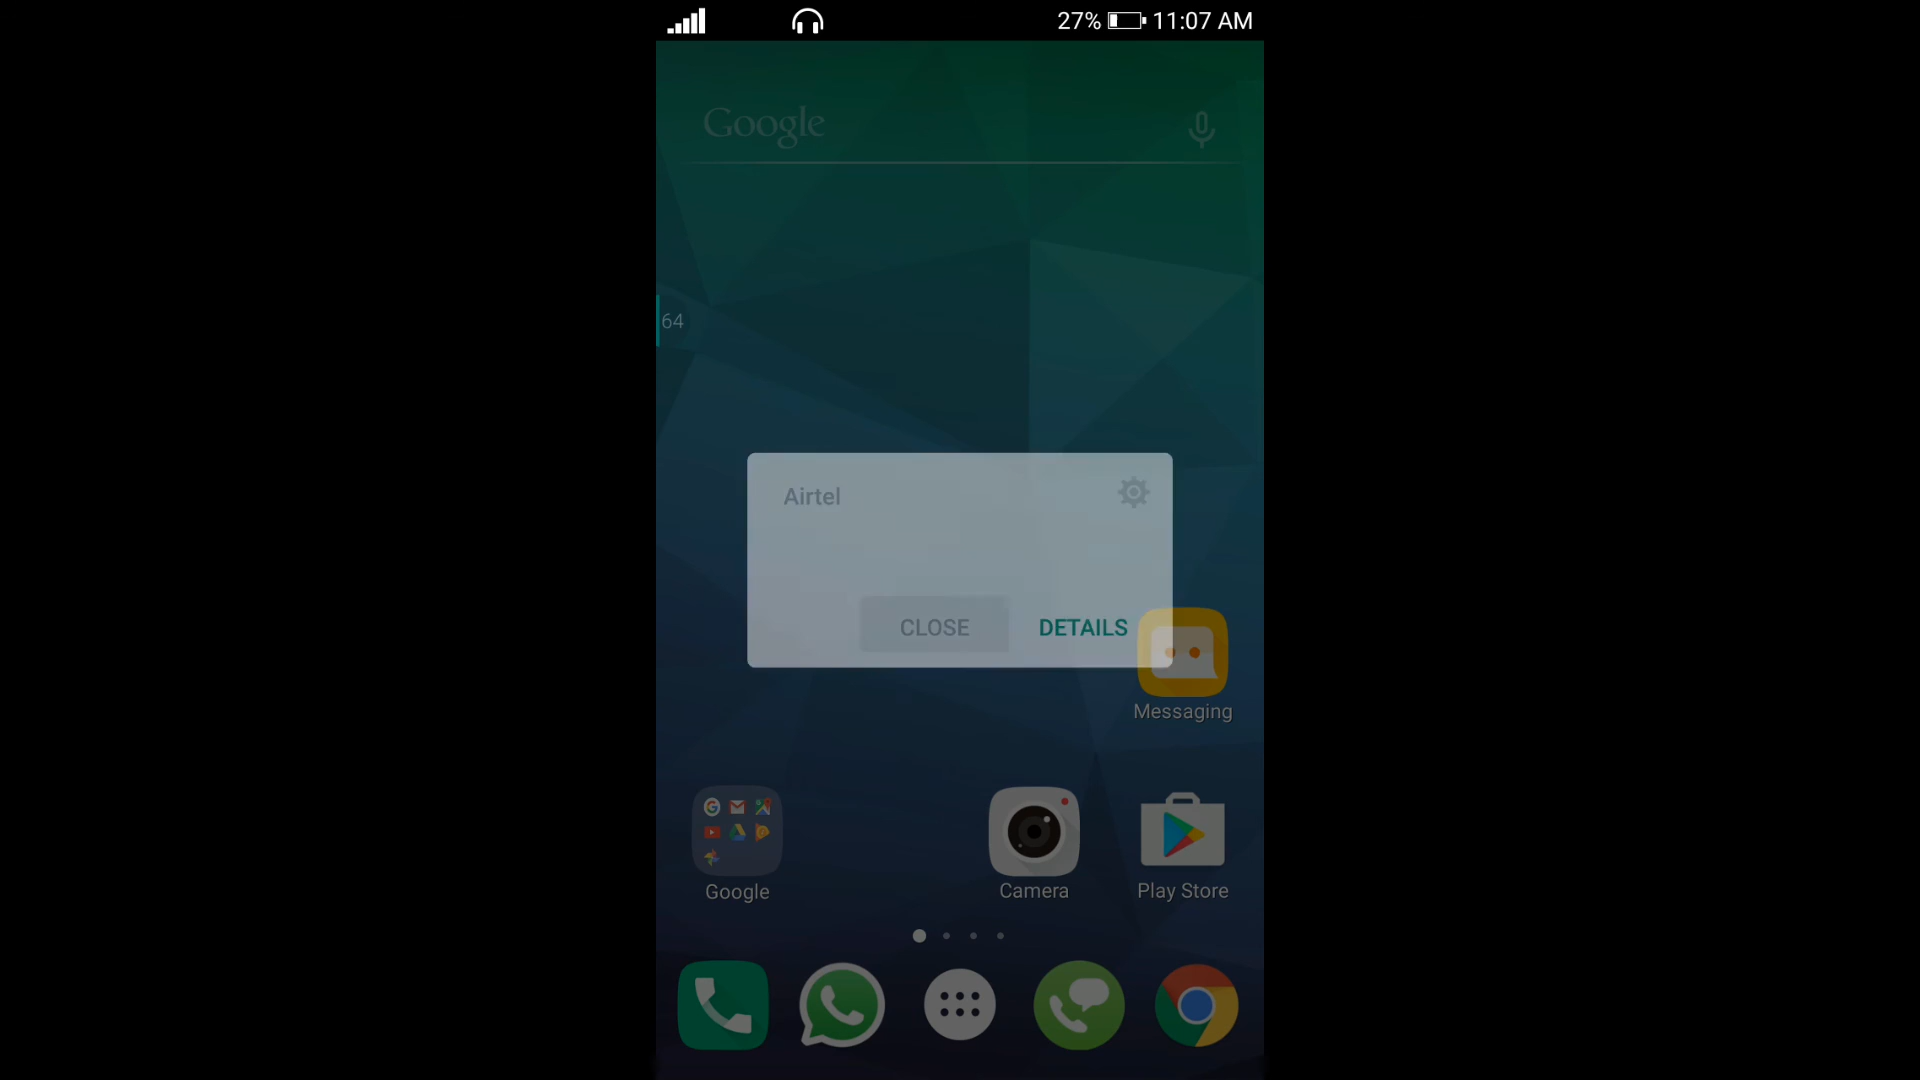 27% 11:07 AM
Google
64
Airtel
CLOSE DETAILS
Messaging
Google Camera Play Store